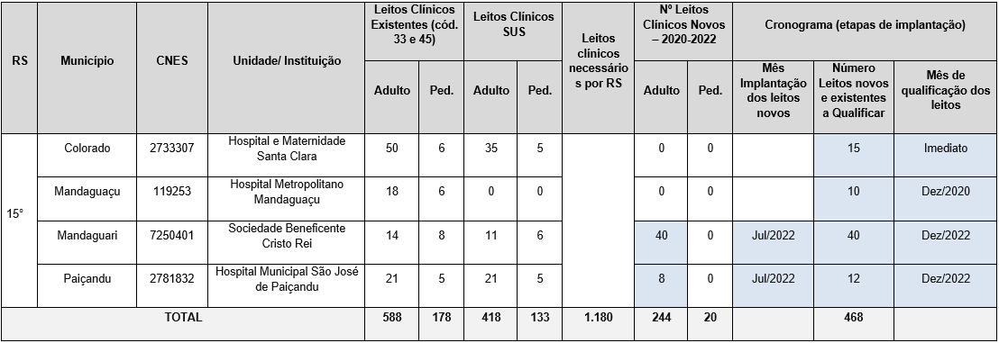 RS
Município
CNES
Unidade/ Instituição
Leitos Clínicos
Existentes (cód.
33 e 45)
Leitos Clínicos
SUS
Leitos
clínicos
necessário
s por RS
Nº Leitos
Clínicos Novos
– 2020-2022
Cronograma (etapas de implantação)
Adulto
Ped.
Adulto
Ped.
Adulto
Ped.
Mês
Implantação
dos leitos
novos
Número
Leitos novos
e existentes
a Qualificar
Mês de
qualificação dos
leitos
15°
Colorado
2733307
Hospital e Maternidade
Santa Clara
50
6
35
5
0
0
15
Imediato
Mandaguaçu
119253
Hospital Metropolitano
Mandaguaçu
18
6
0
0
0
0
10
Dez/2020
Mandaguari
7250401
Sociedade Beneficente
Cristo Rei
14
8
11
6
40
0
Jul/2022
40
Dez/2022
Paiçandu
2781832
Hospital Municipal São José
de Paiçandu
21
5
21
5
8
0
Jul/2022
12
Dez/2022
TOTAL
588
178
418
133
1.180
244
20
468